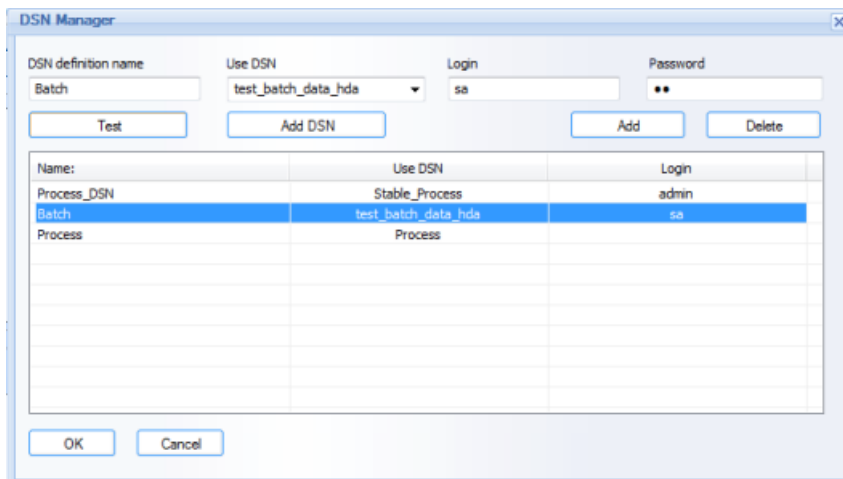 DSN Manager
DSN definition name Use DSN Login Password
Batch test_batch_data_hda sa ●●
Test Add DSN Add Delete
Name: Use DSN Login
Process_DSN Stable_Process admin
Batch test_batch_data_hda sa
Process Process
OK Cancel